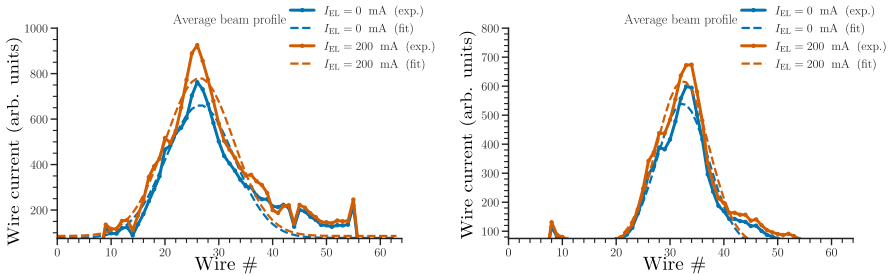 Average beam profile
I_EL = 0 mA (exp.)
I_EL = 0 mA (fit)
I_EL = 200 mA (exp.)
I_EL = 200 mA (fit)
Wire current (arb. units)
1000
800
600
400
200
0 10 20 30 40 50 60
Wire #
Average beam profile
I_EL = 0 mA (exp.)
I_EL = 0 mA (fit)
I_EL = 200 mA (exp.)
I_EL = 200 mA (fit)
Wire current (arb. units)
800
700
600
500
400
300
200
100
0 10 20 30 40 50 60
Wire #